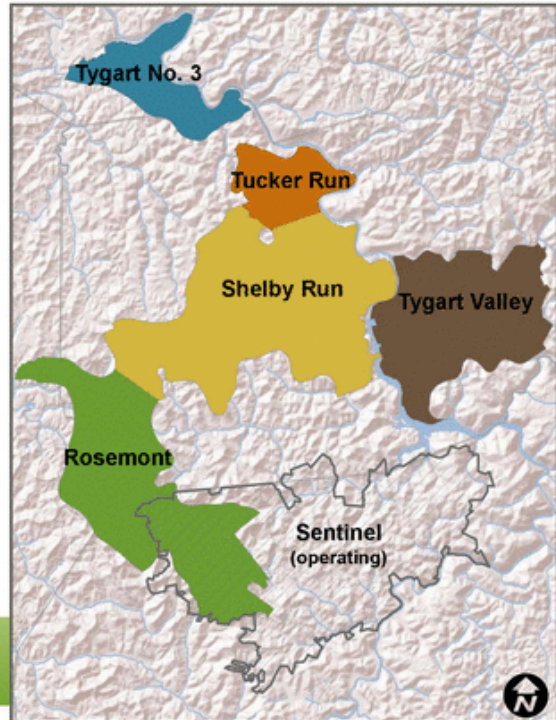 Tygart No. 3
Tucker Run
Shelby Run
Tygart Valley
Rosemont
Sentinel
(operating)
N